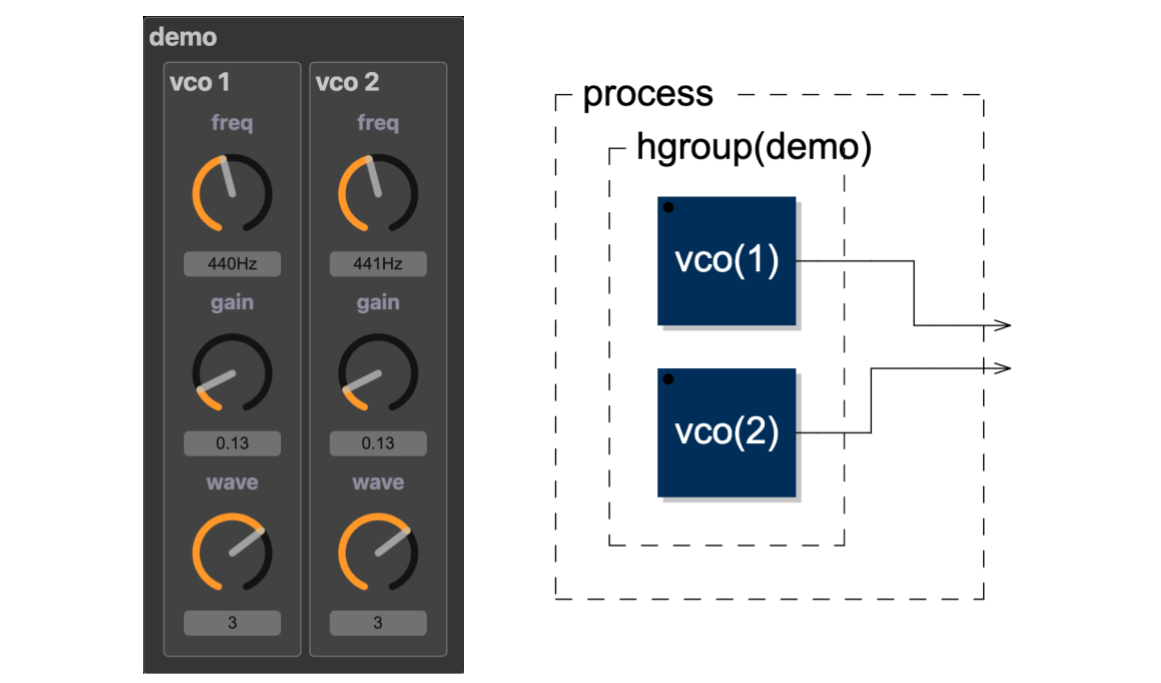 demo
vco 1
freq
440Hz
gain
0.13
wave
3
vco 2
freq
441Hz
gain
0.13
wave
3
process
hgroup(demo)
vco(1)
vco(2)